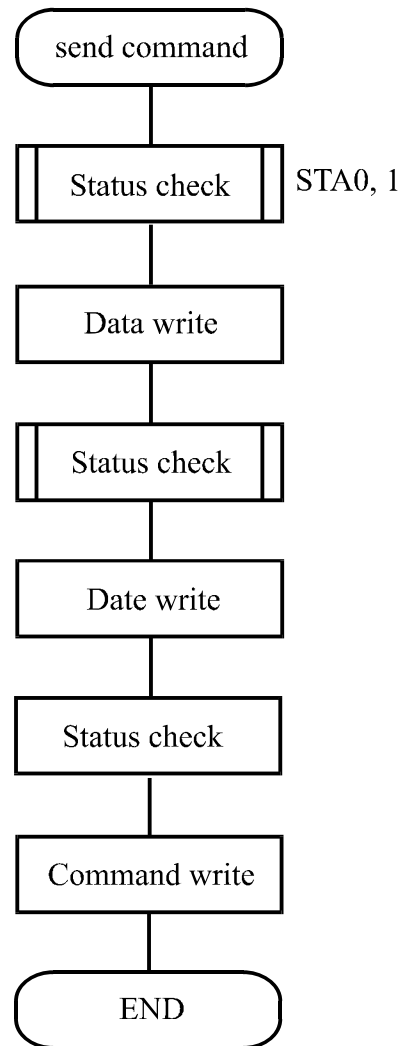 send command
Status check
STA0, 1
Data write
Status check
Date write
Status check
Command write
END